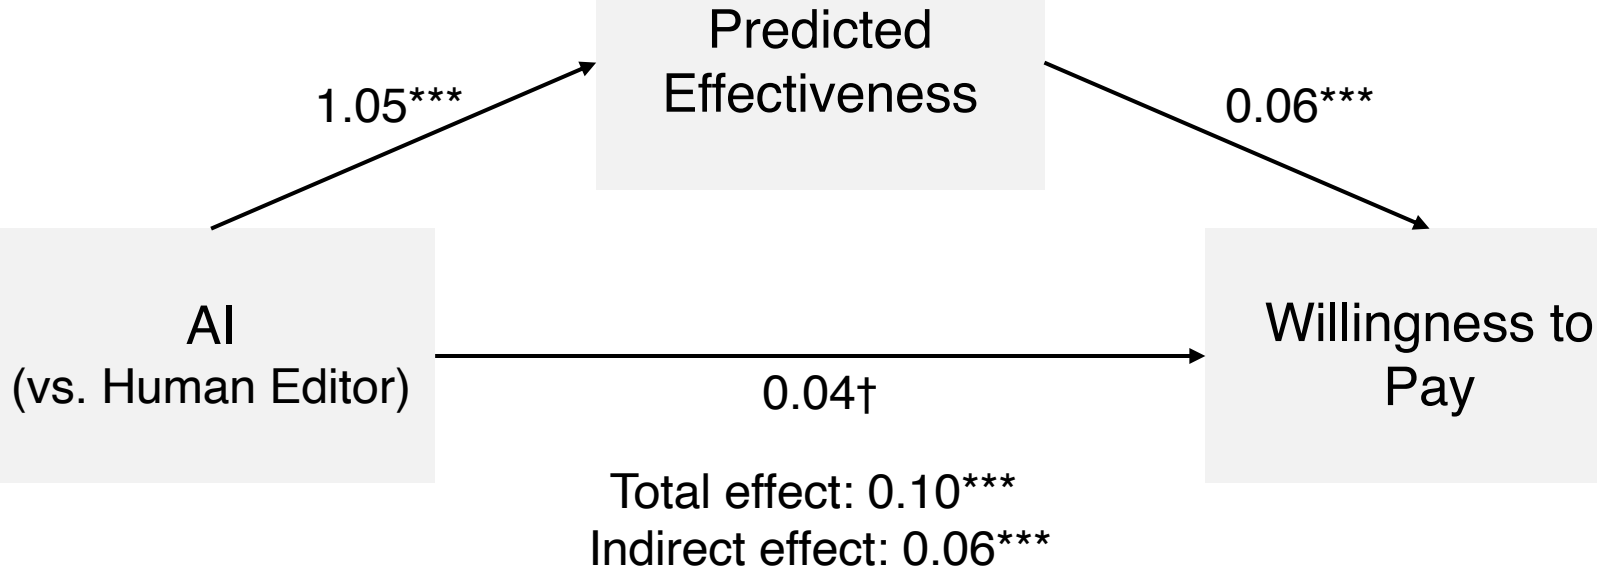 Predicted
Effectiveness
1.05***
0.06***
AI
(vs. Human Editor)
Willingness to
Pay
0.04†
Total effect: 0.10***
Indirect effect: 0.06***